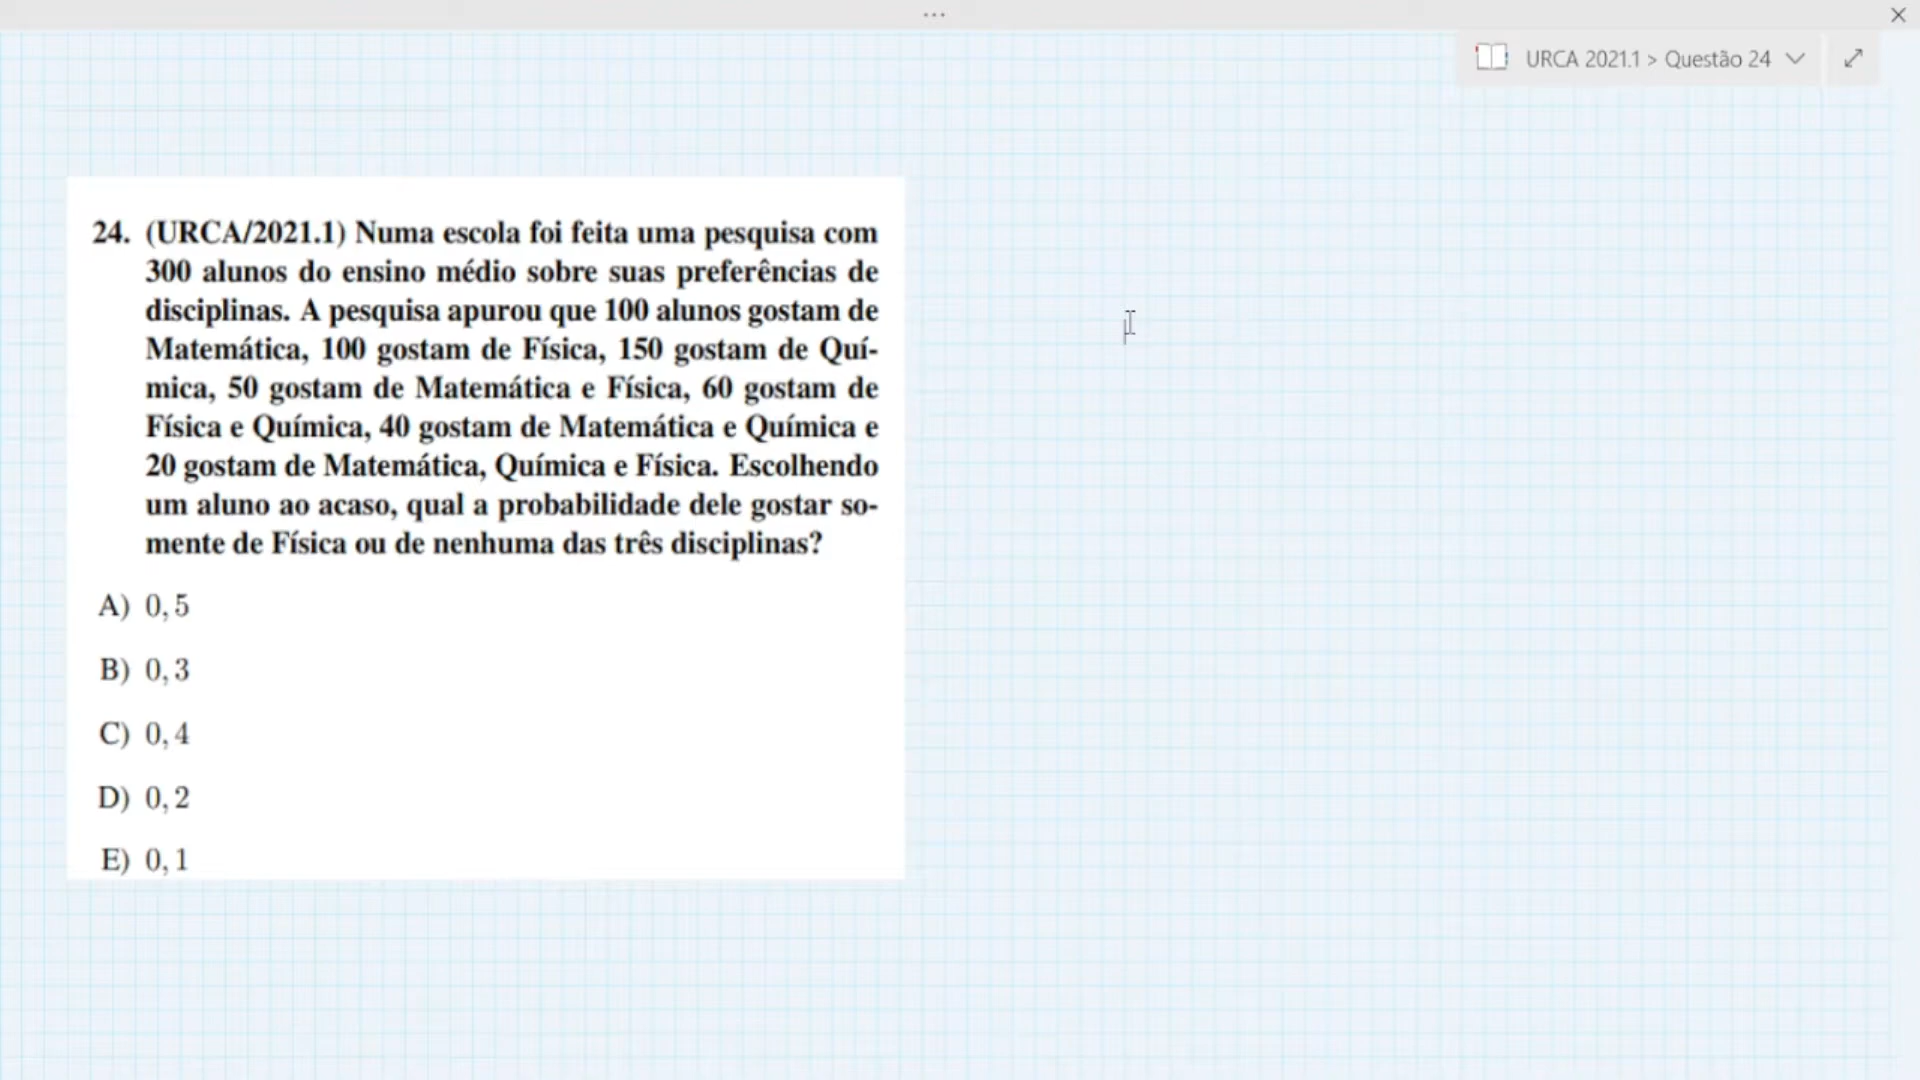 URCA 2021.1 > Questão 24
24. (URCA/2021.1) Numa escola foi feita uma pesquisa com
300 alunos do ensino médio sobre suas preferências de
disciplinas. A pesquisa apurou que 100 alunos gostam de
Matemática, 100 gostam de Física, 150 gostam de Quí-
mica, 50 gostam de Matemática e Física, 60 gostam de
Física e Química, 40 gostam de Matemática e Química e
20 gostam de Matemática, Química e Física. Escolhendo
um aluno ao acaso, qual a probabilidade dele gostar so-
mente de Física ou de nenhuma das três disciplinas?
A) 0,5
B) 0,3
C) 0,4
D) 0,2
E) 0,1